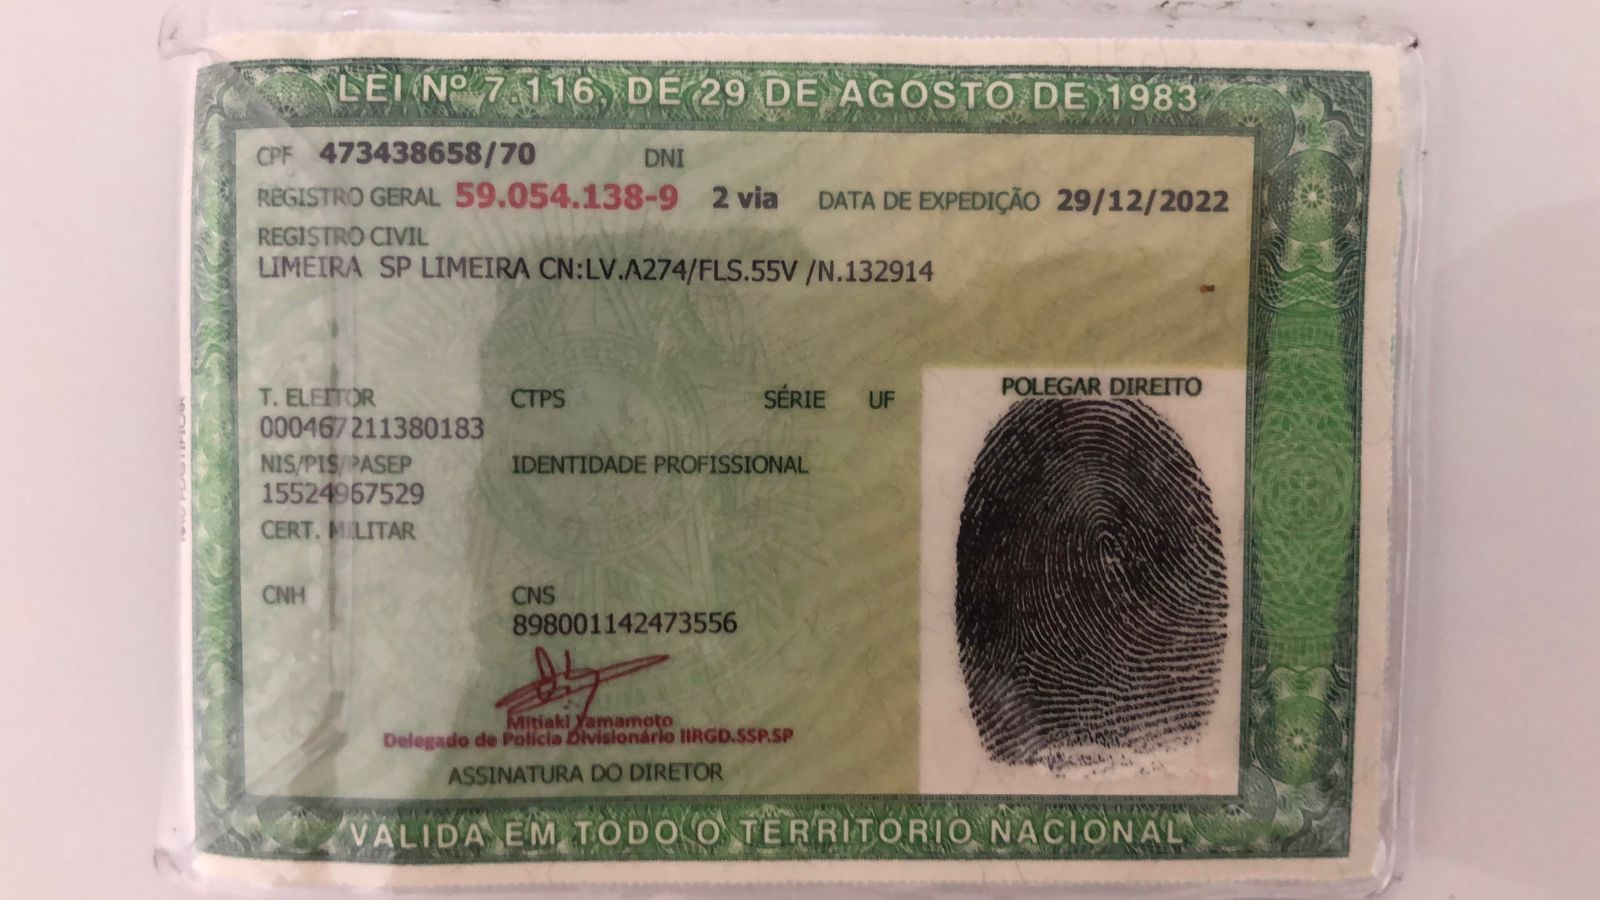 LEI Nº 7.116, DE 29 DE AGOSTO DE 1983
CPF 473438658/70 DNI
REGISTRO GERAL 59.054.138-9 2 via DATA DE EXPEDIÇÃO 29/12/2022
REGISTRO CIVIL
LIMEIRA SP LIMEIRA CN:LV.A274/FLS.55V /N.132914
T. ELEITOR CTPS SÉRIE UF
000467211380183
NIS/PIS/PASEP IDENTIDADE PROFISSIONAL
15524967529
CERT. MILITAR
CNH CNS
898001142473556
POLEGAR DIREITO
Mitiaki Yamamoto
Delegado de Polícia Divisionário IIRGD.SSP.SP
ASSINATURA DO DIRETOR
VALIDA EM TODO O TERRITORIO NACIONAL